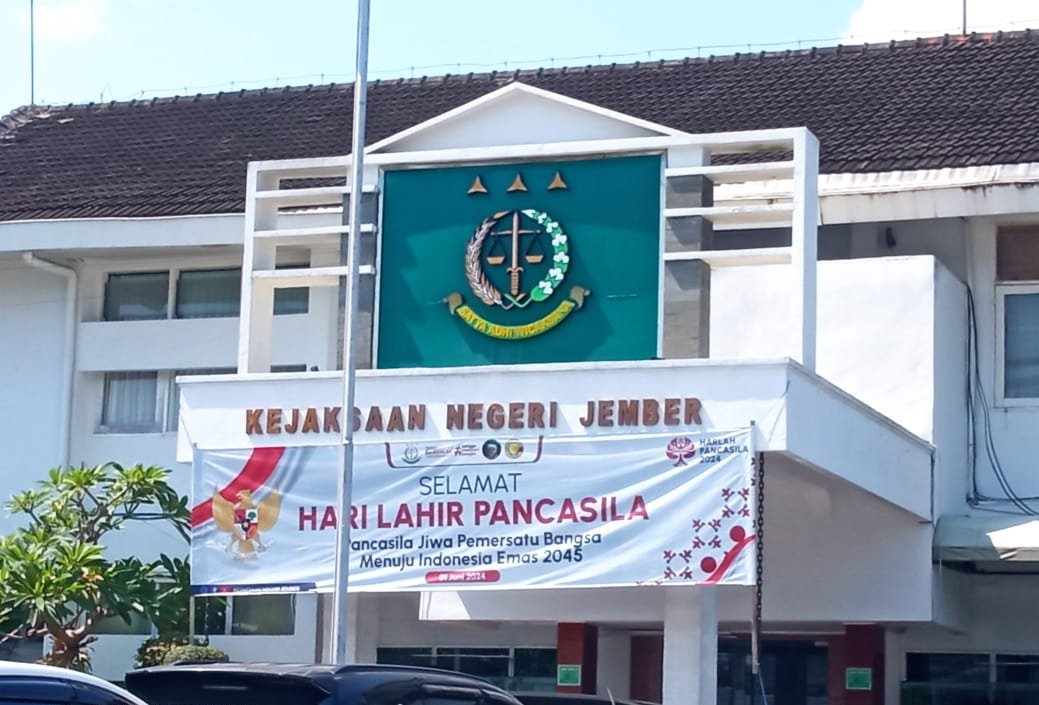 SATYA ADHI WICAKSANA
KEJAKSAAN NEGERI JEMBER
HARLAH
PANCASILA
2024
SELAMAT
HARI LAHIR PANCASILA
Pancasila Jiwa Pemersatu Bangsa
Menuju Indonesia Emas 2045
01 Juni 2024